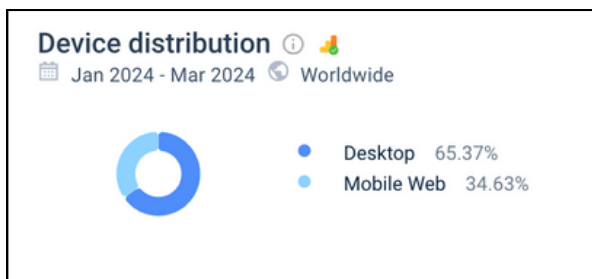 Device distribution
Jan 2024 - Mar 2024 Worldwide
Desktop 65.37%
Mobile Web 34.63%